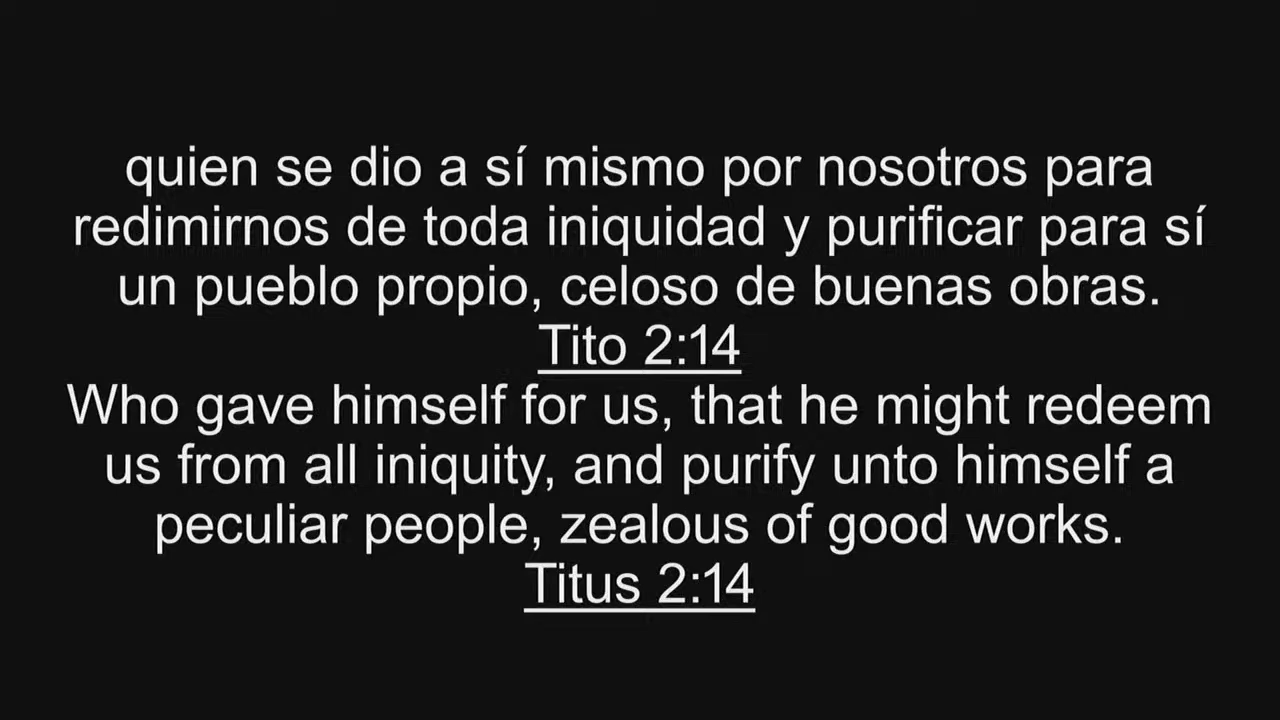 quien se dio a sí mismo por nosotros para
redimirnos de toda iniquidad y purificar para sí
un pueblo propio, celoso de buenas obras.
Tito 2:14
Who gave himself for us, that he might redeem
us from all iniquity, and purify unto himself a
peculiar people, zealous of good works.
Titus 2:14